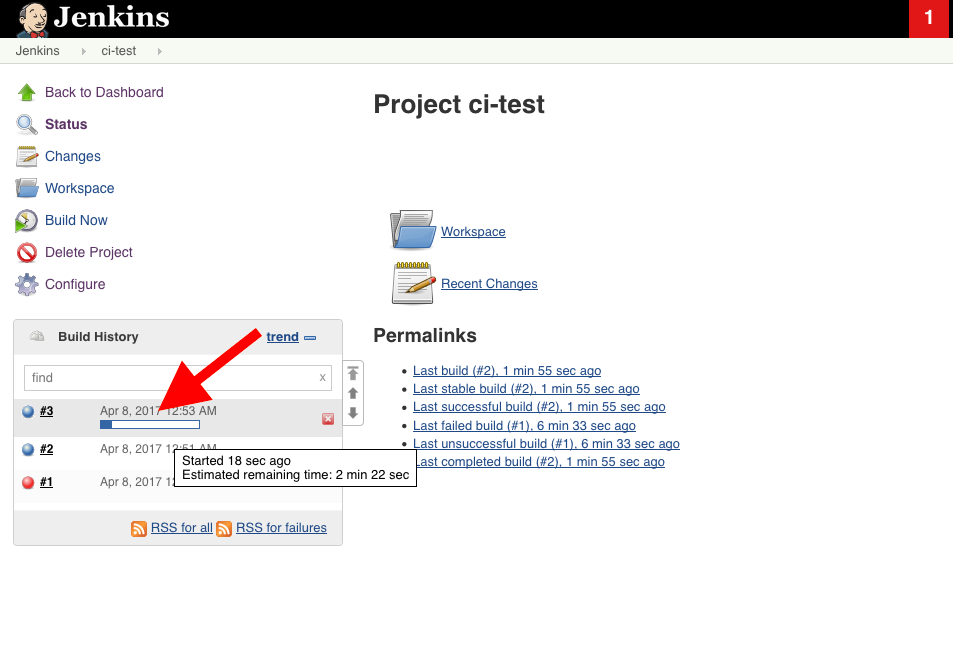 Jenkins
1
Jenkins ci-test
Back to Dashboard
Status
Changes
Workspace
Build Now
Delete Project
Configure
Build History trend
find x
#3 Apr 8, 2017 12:53 AM
#2 Apr 8, 2017 12:51 AM
Started 18 sec ago
Estimated remaining time: 2 min 22 sec
#1 Apr 8, 2017
RSS for all RSS for failures
Project ci-test
Workspace
Recent Changes
Permalinks
Last build (#2), 1 min 55 sec ago
Last stable build (#2), 1 min 55 sec ago
Last successful build (#2), 1 min 55 sec ago
Last failed build (#1), 6 min 33 sec ago
Last unsuccessful build (#1), 6 min 33 sec ago
Last completed build (#2), 1 min 55 sec ago